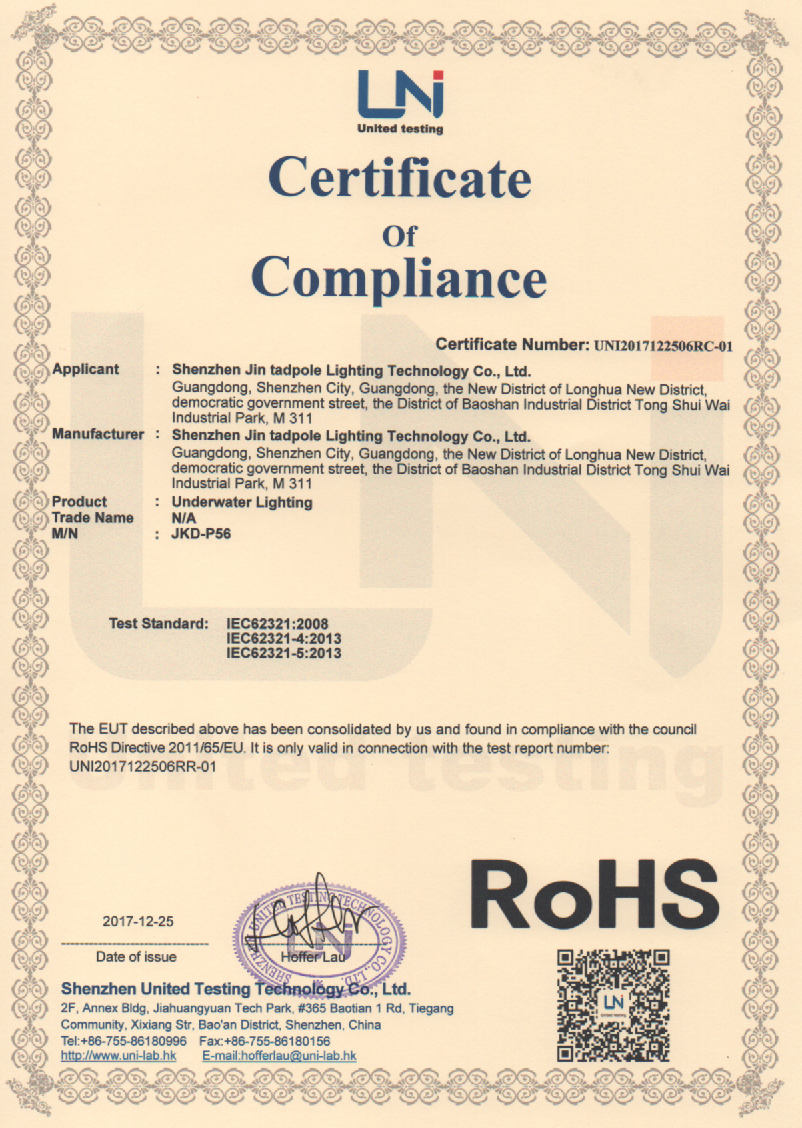 UNi
United testing
Certificate
Of
Compliance
Certificate Number: UNI2017122506RC-01
Applicant : Shenzhen Jin tadpole Lighting Technology Co., Ltd.
Guangdong, Shenzhen City, Guangdong, the New District of Longhua New District,
democratic government street, the District of Baoshan Industrial District Tong Shui Wai
Industrial Park, M 311
Manufacturer : Shenzhen Jin tadpole Lighting Technology Co., Ltd.
Guangdong, Shenzhen City, Guangdong, the New District of Longhua New District,
democratic government street, the District of Baoshan Industrial District Tong Shui Wai
Industrial Park, M 311
Product : Underwater Lighting
Trade Name N/A
M/N : JKD-P56
Test Standard: IEC62321:2008
IEC62321-4:2013
IEC62321-5:2013
The EUT described above has been consolidated by us and found in compliance with the council
RoHS Directive 2011/65/EU. It is only valid in connection with the test report number:
UNI2017122506RR-01
United testing
RoHS
2017-12-25
SHENZHEN UNITED TESTING TECHNOLOGY CO., LTD.
Date of issue
Hoffer Lau
Shenzhen United Testing Technology Co., Ltd.
2F, Annex Bldg, Jiahuangyuan Tech Park, #365 Baotian 1 Rd, Tiegang
Community, Xixiang Str, Bao'an District, Shenzhen, China
Tel:+86-755-86180996 Fax:+86-755-86180156
http://www.uni-lab.hk E-mail:hofferlau@uni-lab.hk